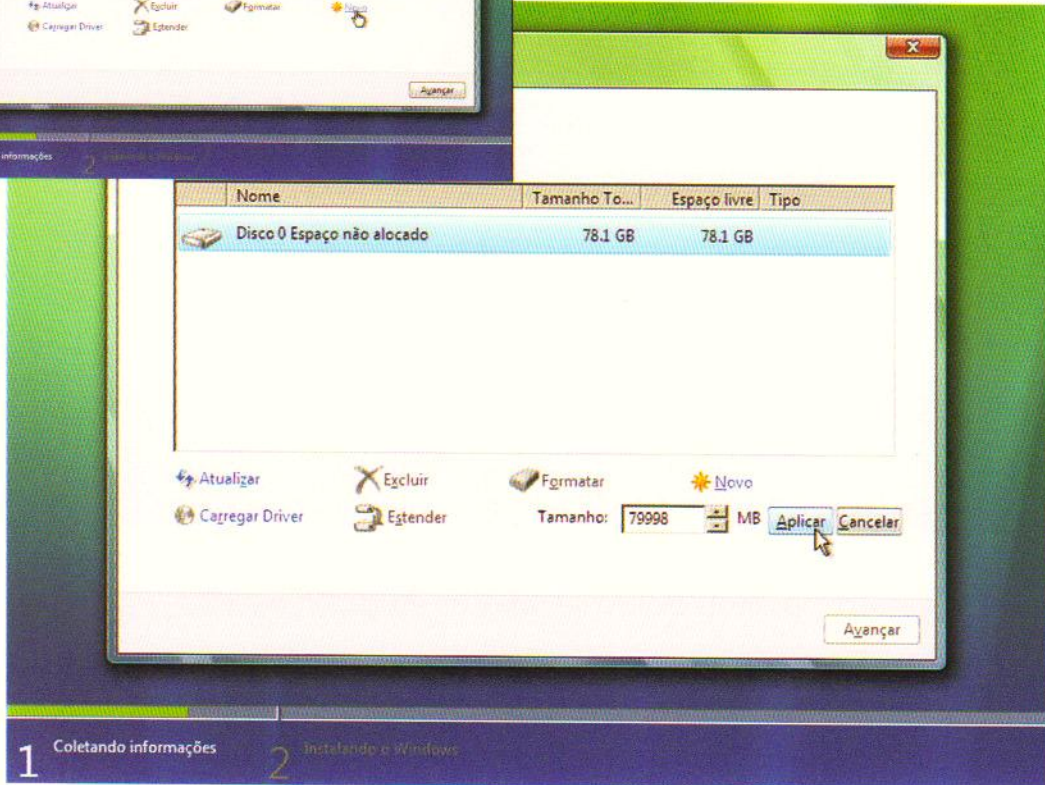 Atualizar Excluir Formatar Novo
Carregar Driver Estender
Avançar
informações 2
Nome Tamanho To... Espaço livre Tipo
Disco 0 Espaço não alocado 78.1 GB 78.1 GB
Atualizar Excluir Formatar Novo
Carregar Driver Estender Tamanho: 79998 MB Aplicar Cancelar
Avançar
1 Coletando informações 2 Instalando o Windows